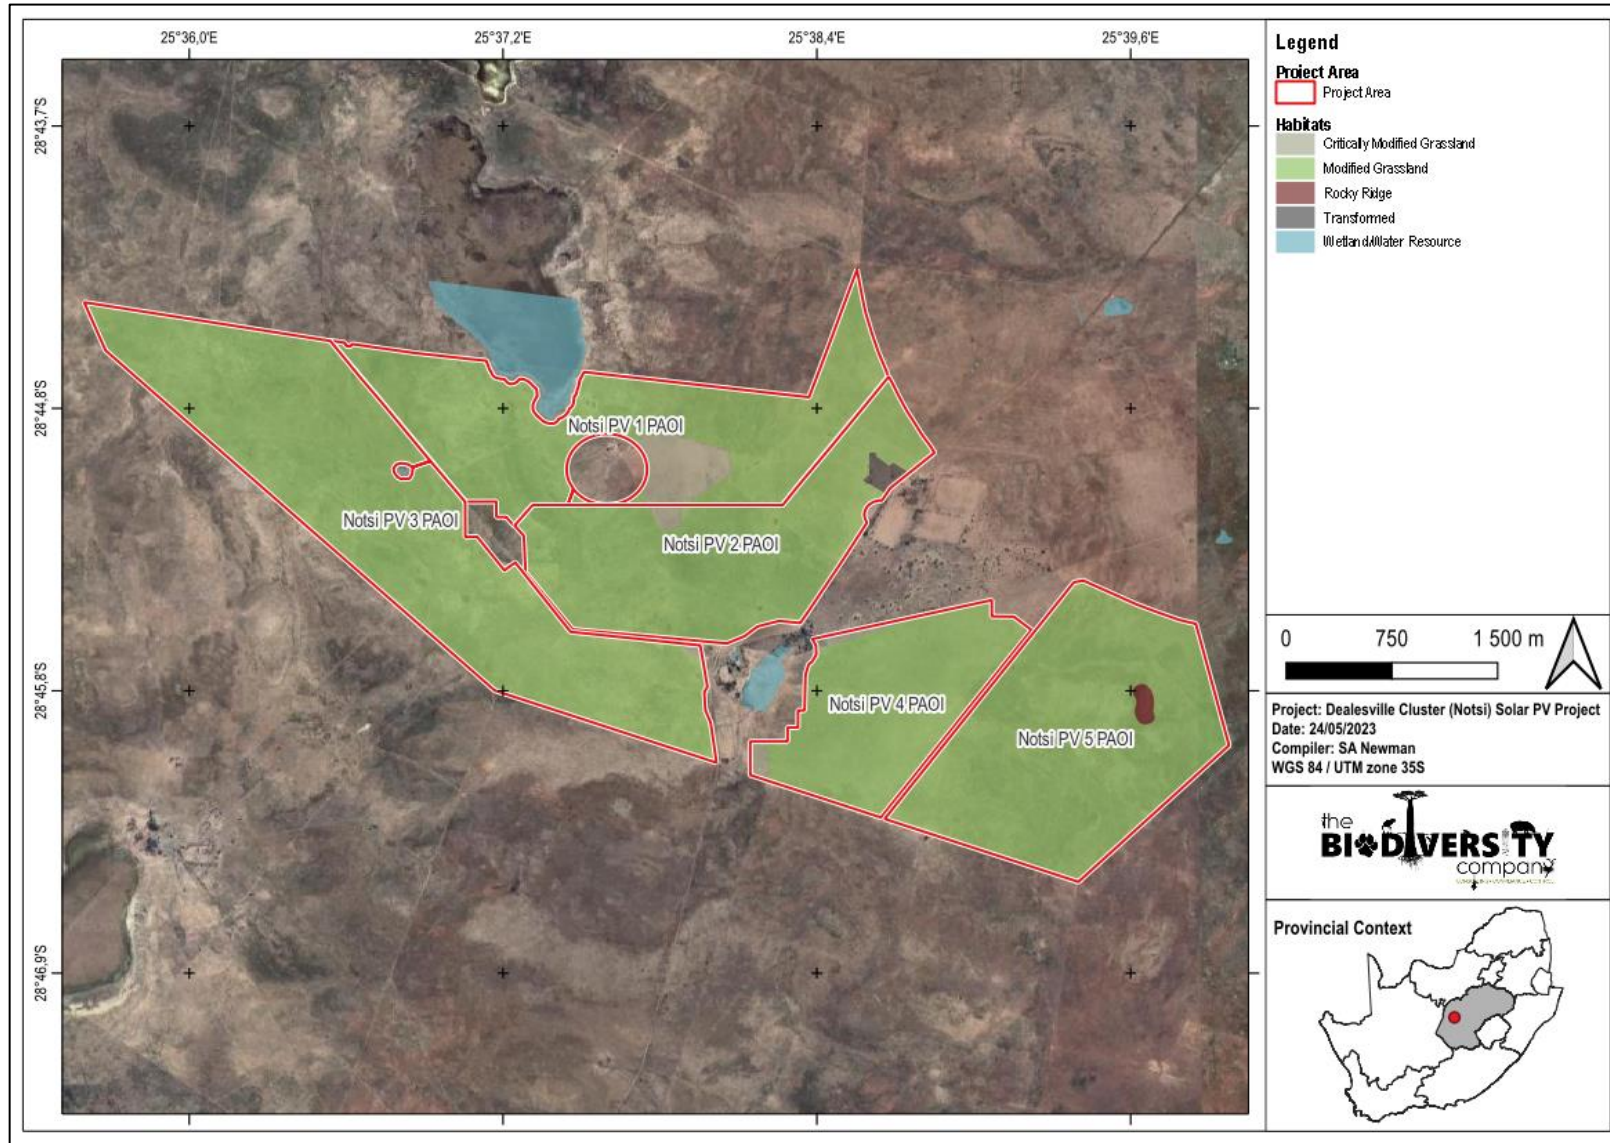 25°36,0'E
25°37,2'E
25°38,4'E
25°39,6'E
28°43,7'S
28°44,8'S
28°45,8'S
28°46,9'S
Notsi PV 1 PAOI
Notsi PV 3 PAOI
Notsi PV 2 PAOI
Notsi PV 4 PAOI
Notsi PV 5 PAOI
Legend
Project Area
Project Area
Habitats
Critically Modified Grassland
Modified Grassland
Rocky Ridge
Transformed
Wetland/Water Resource
0 750 1 500 m
Project: Dealesville Cluster (Notsi) Solar PV Project
Date: 24/05/2023
Compiler: SA Newman
WGS 84 / UTM zone 35S
the
BIODIVERSITY
company
Provincial Context